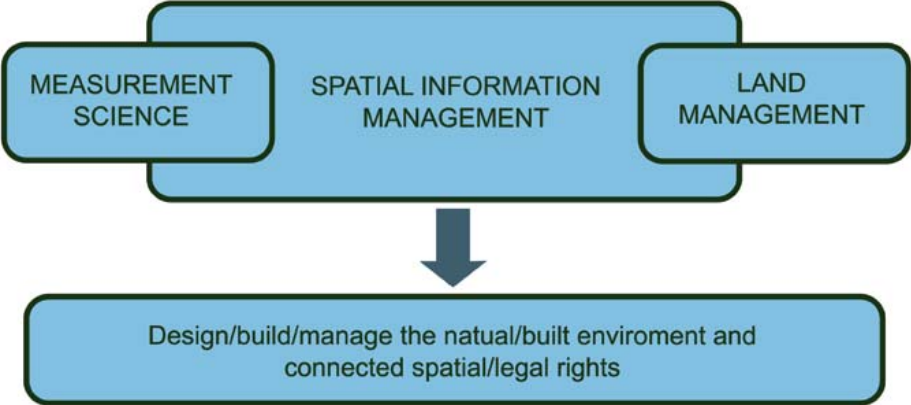 MEASUREMENT
SCIENCE
SPATIAL INFORMATION
MANAGEMENT
LAND
MANAGEMENT
Design/build/manage the natual/built enviroment and
connected spatial/legal rights